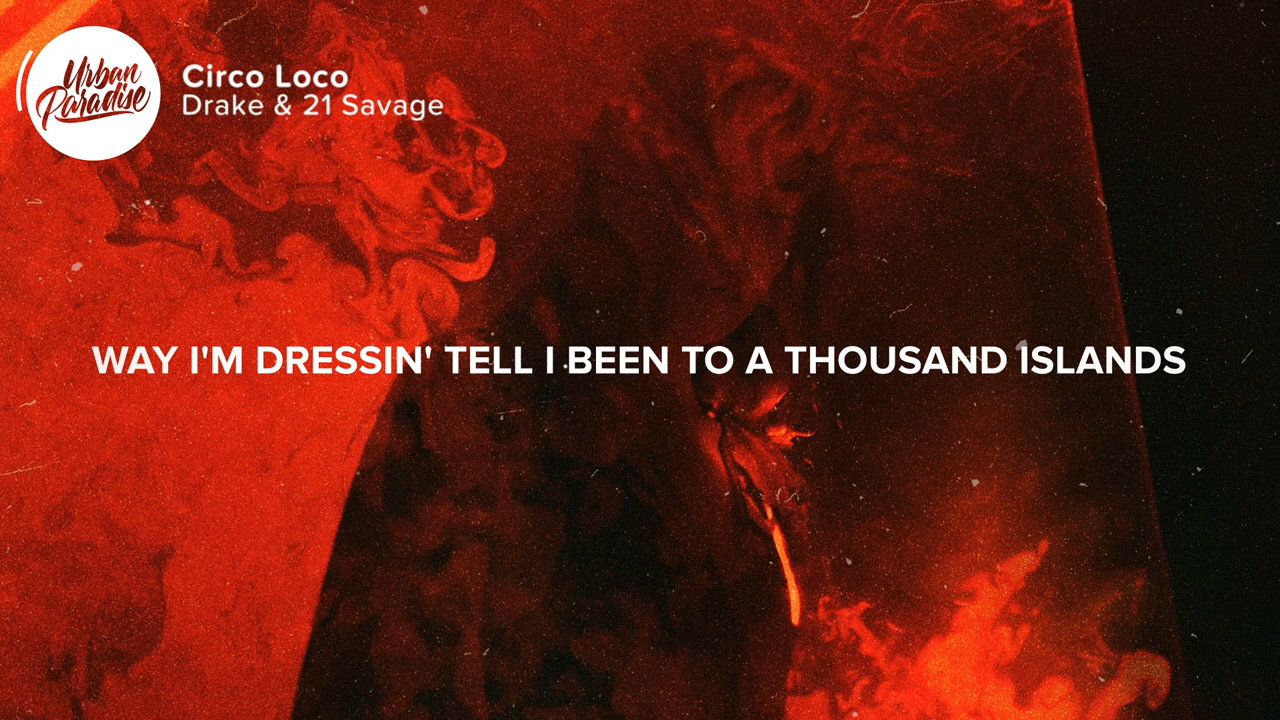 Urban
Paradise
Circo Loco
Drake & 21 Savage
WAY I'M DRESSIN' TELL I BEEN TO A THOUSAND ISLANDS